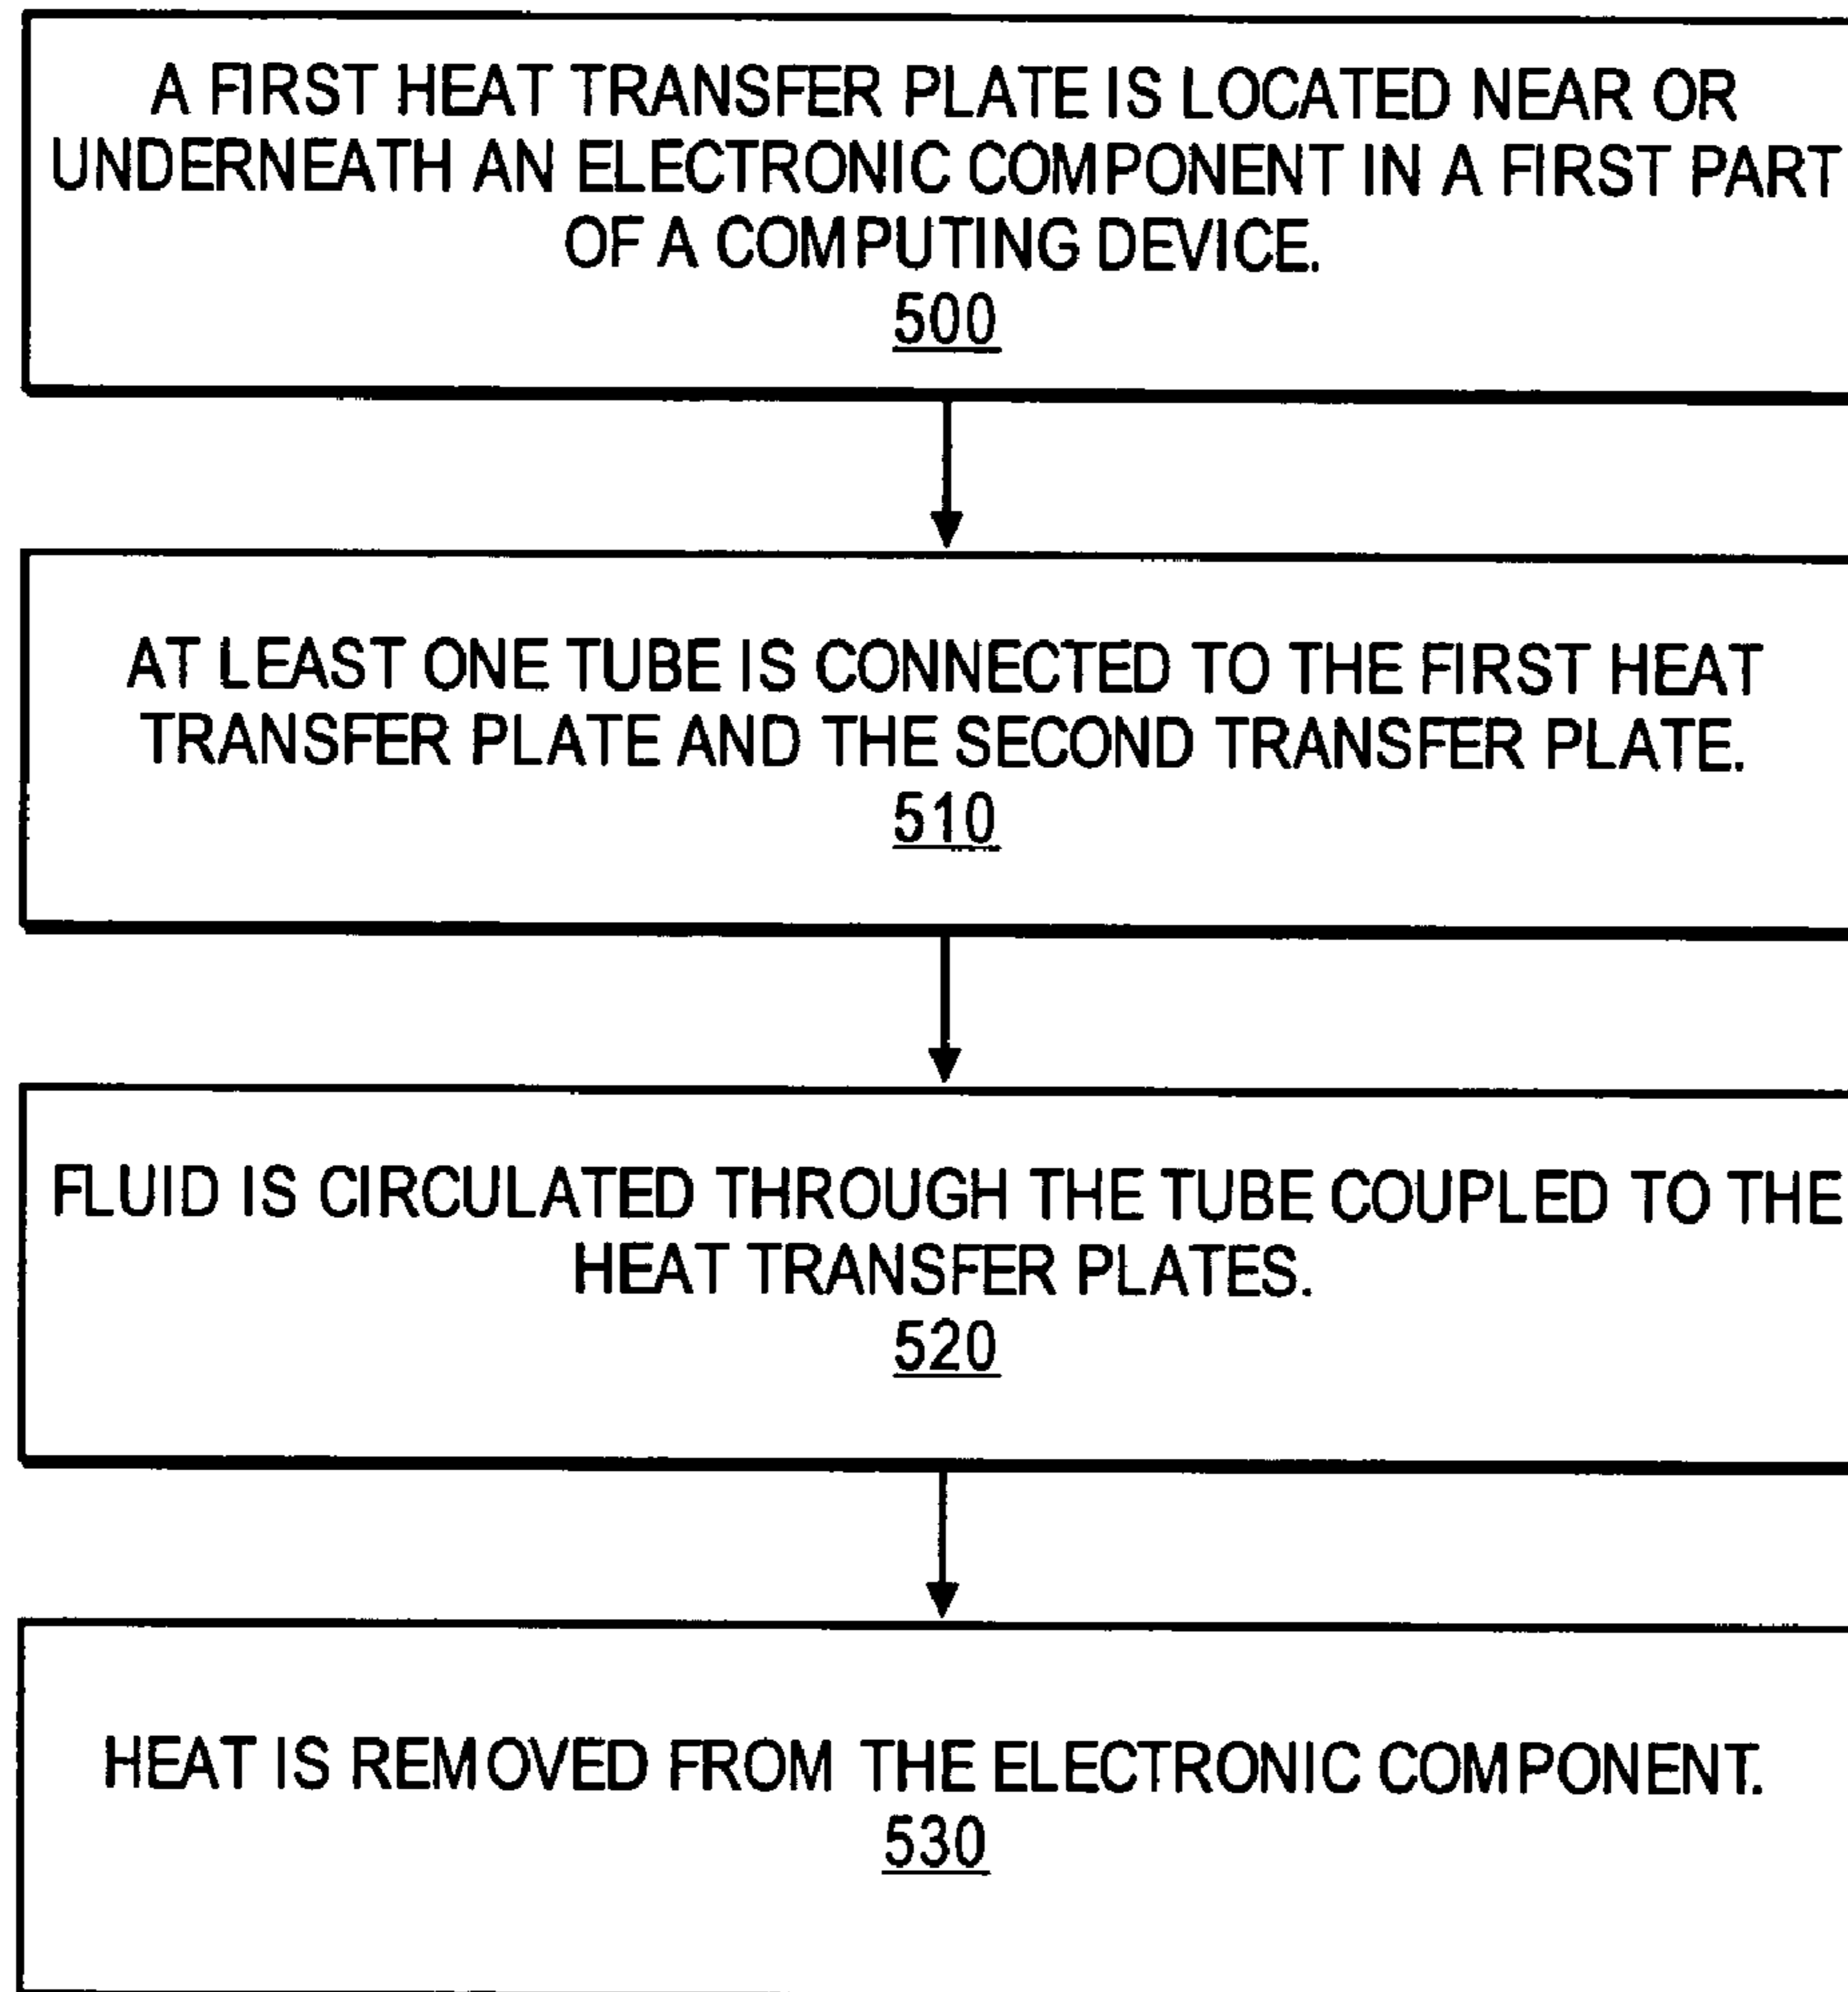 A FIRST HEAT TRANSFER PLATE IS LOCATED NEAR OR
UNDERNEATH AN ELECTRONIC COMPONENT IN A FIRST PART
OF A COMPUTING DEVICE.
500
AT LEAST ONE TUBE IS CONNECTED TO THE FIRST HEAT
TRANSFER PLATE AND THE SECOND TRANSFER PLATE.
510
FLUID IS CIRCULATED THROUGH THE TUBE COUPLED TO THE
HEAT TRANSFER PLATES.
520
HEAT IS REMOVED FROM THE ELECTRONIC COMPONENT.
530